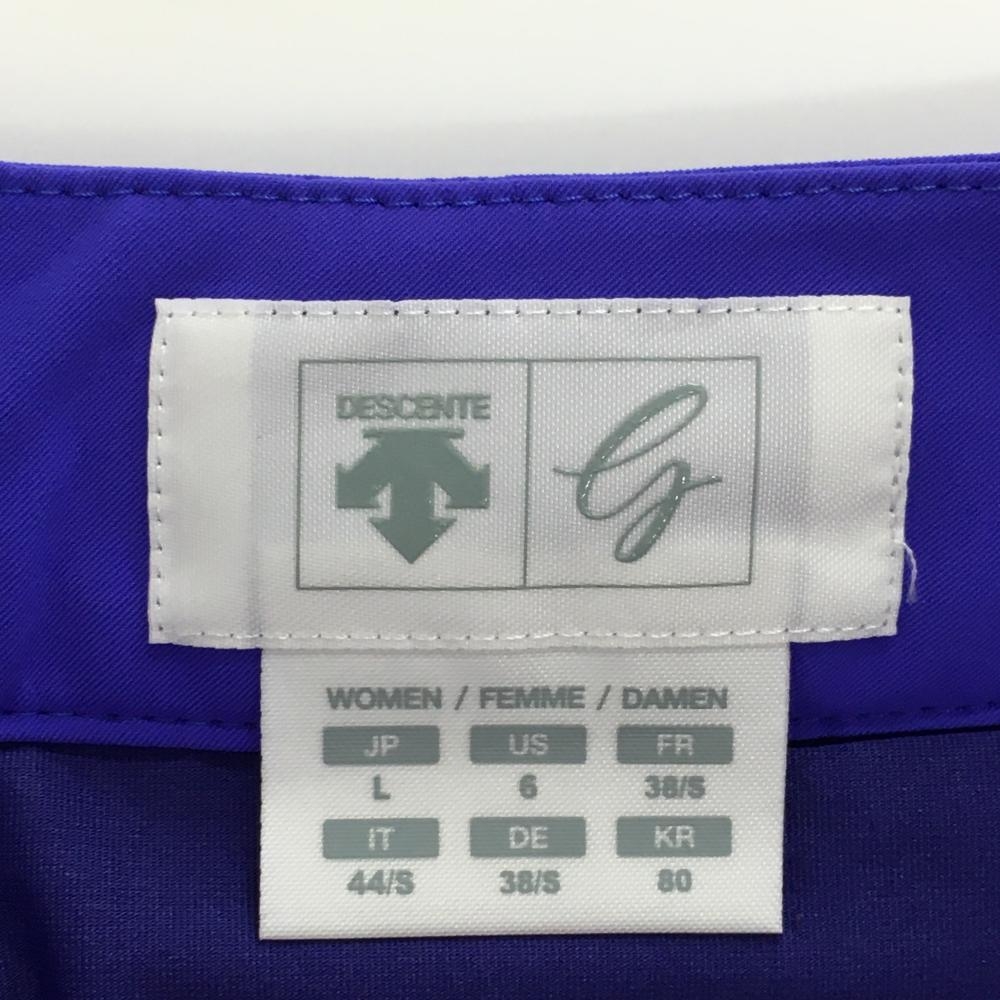 DESCENTE
WOMEN / FEMME / DAMEN
JP US FR
L 6 38/S
IT DE KR
44/S 38/S 80